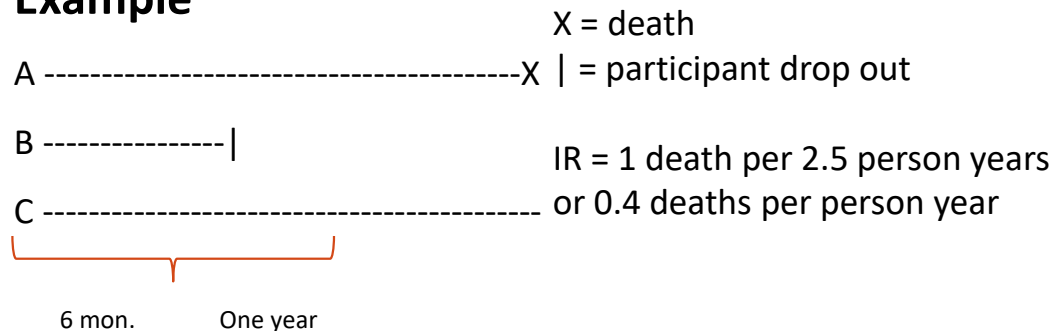 Example
X = death
A -----------------------------------------X
| = participant drop out
B ----------------|
IR = 1 death per 2.5 person years
or 0.4 deaths per person year
C -------------------------------------------
6 mon. One year